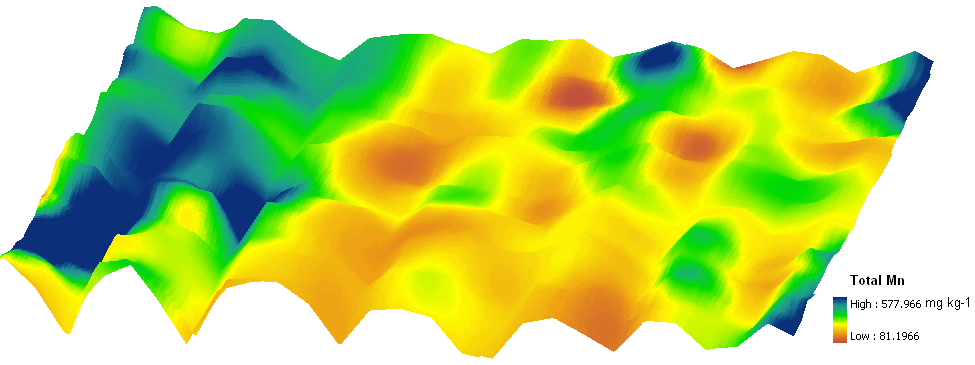 Total Mn
High : 577.966 mg kg-1
Low : 81.1966